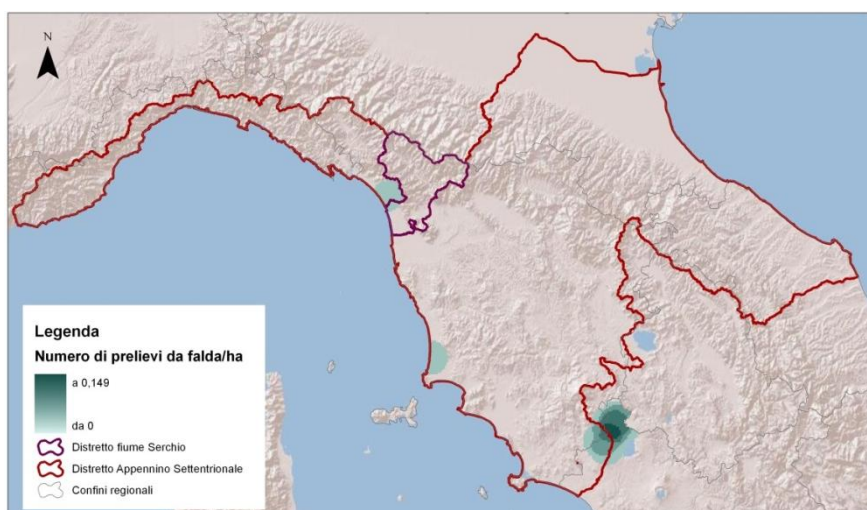 N
Legenda
Numero di prelievi da falda/ha
a 0,149
da 0
Distretto fiume Serchio
Distretto Appennino Settentrionale
Confini regionali